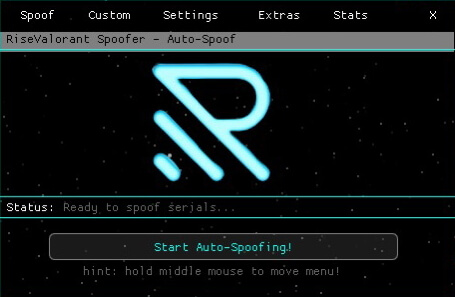 Spoof Custom Settings Extras Stats X
RiseValorant Spoofer - Auto-Spoof
Status: Ready to spoof serials...
Start Auto-Spoofing!
hint: hold middle mouse to move menu!